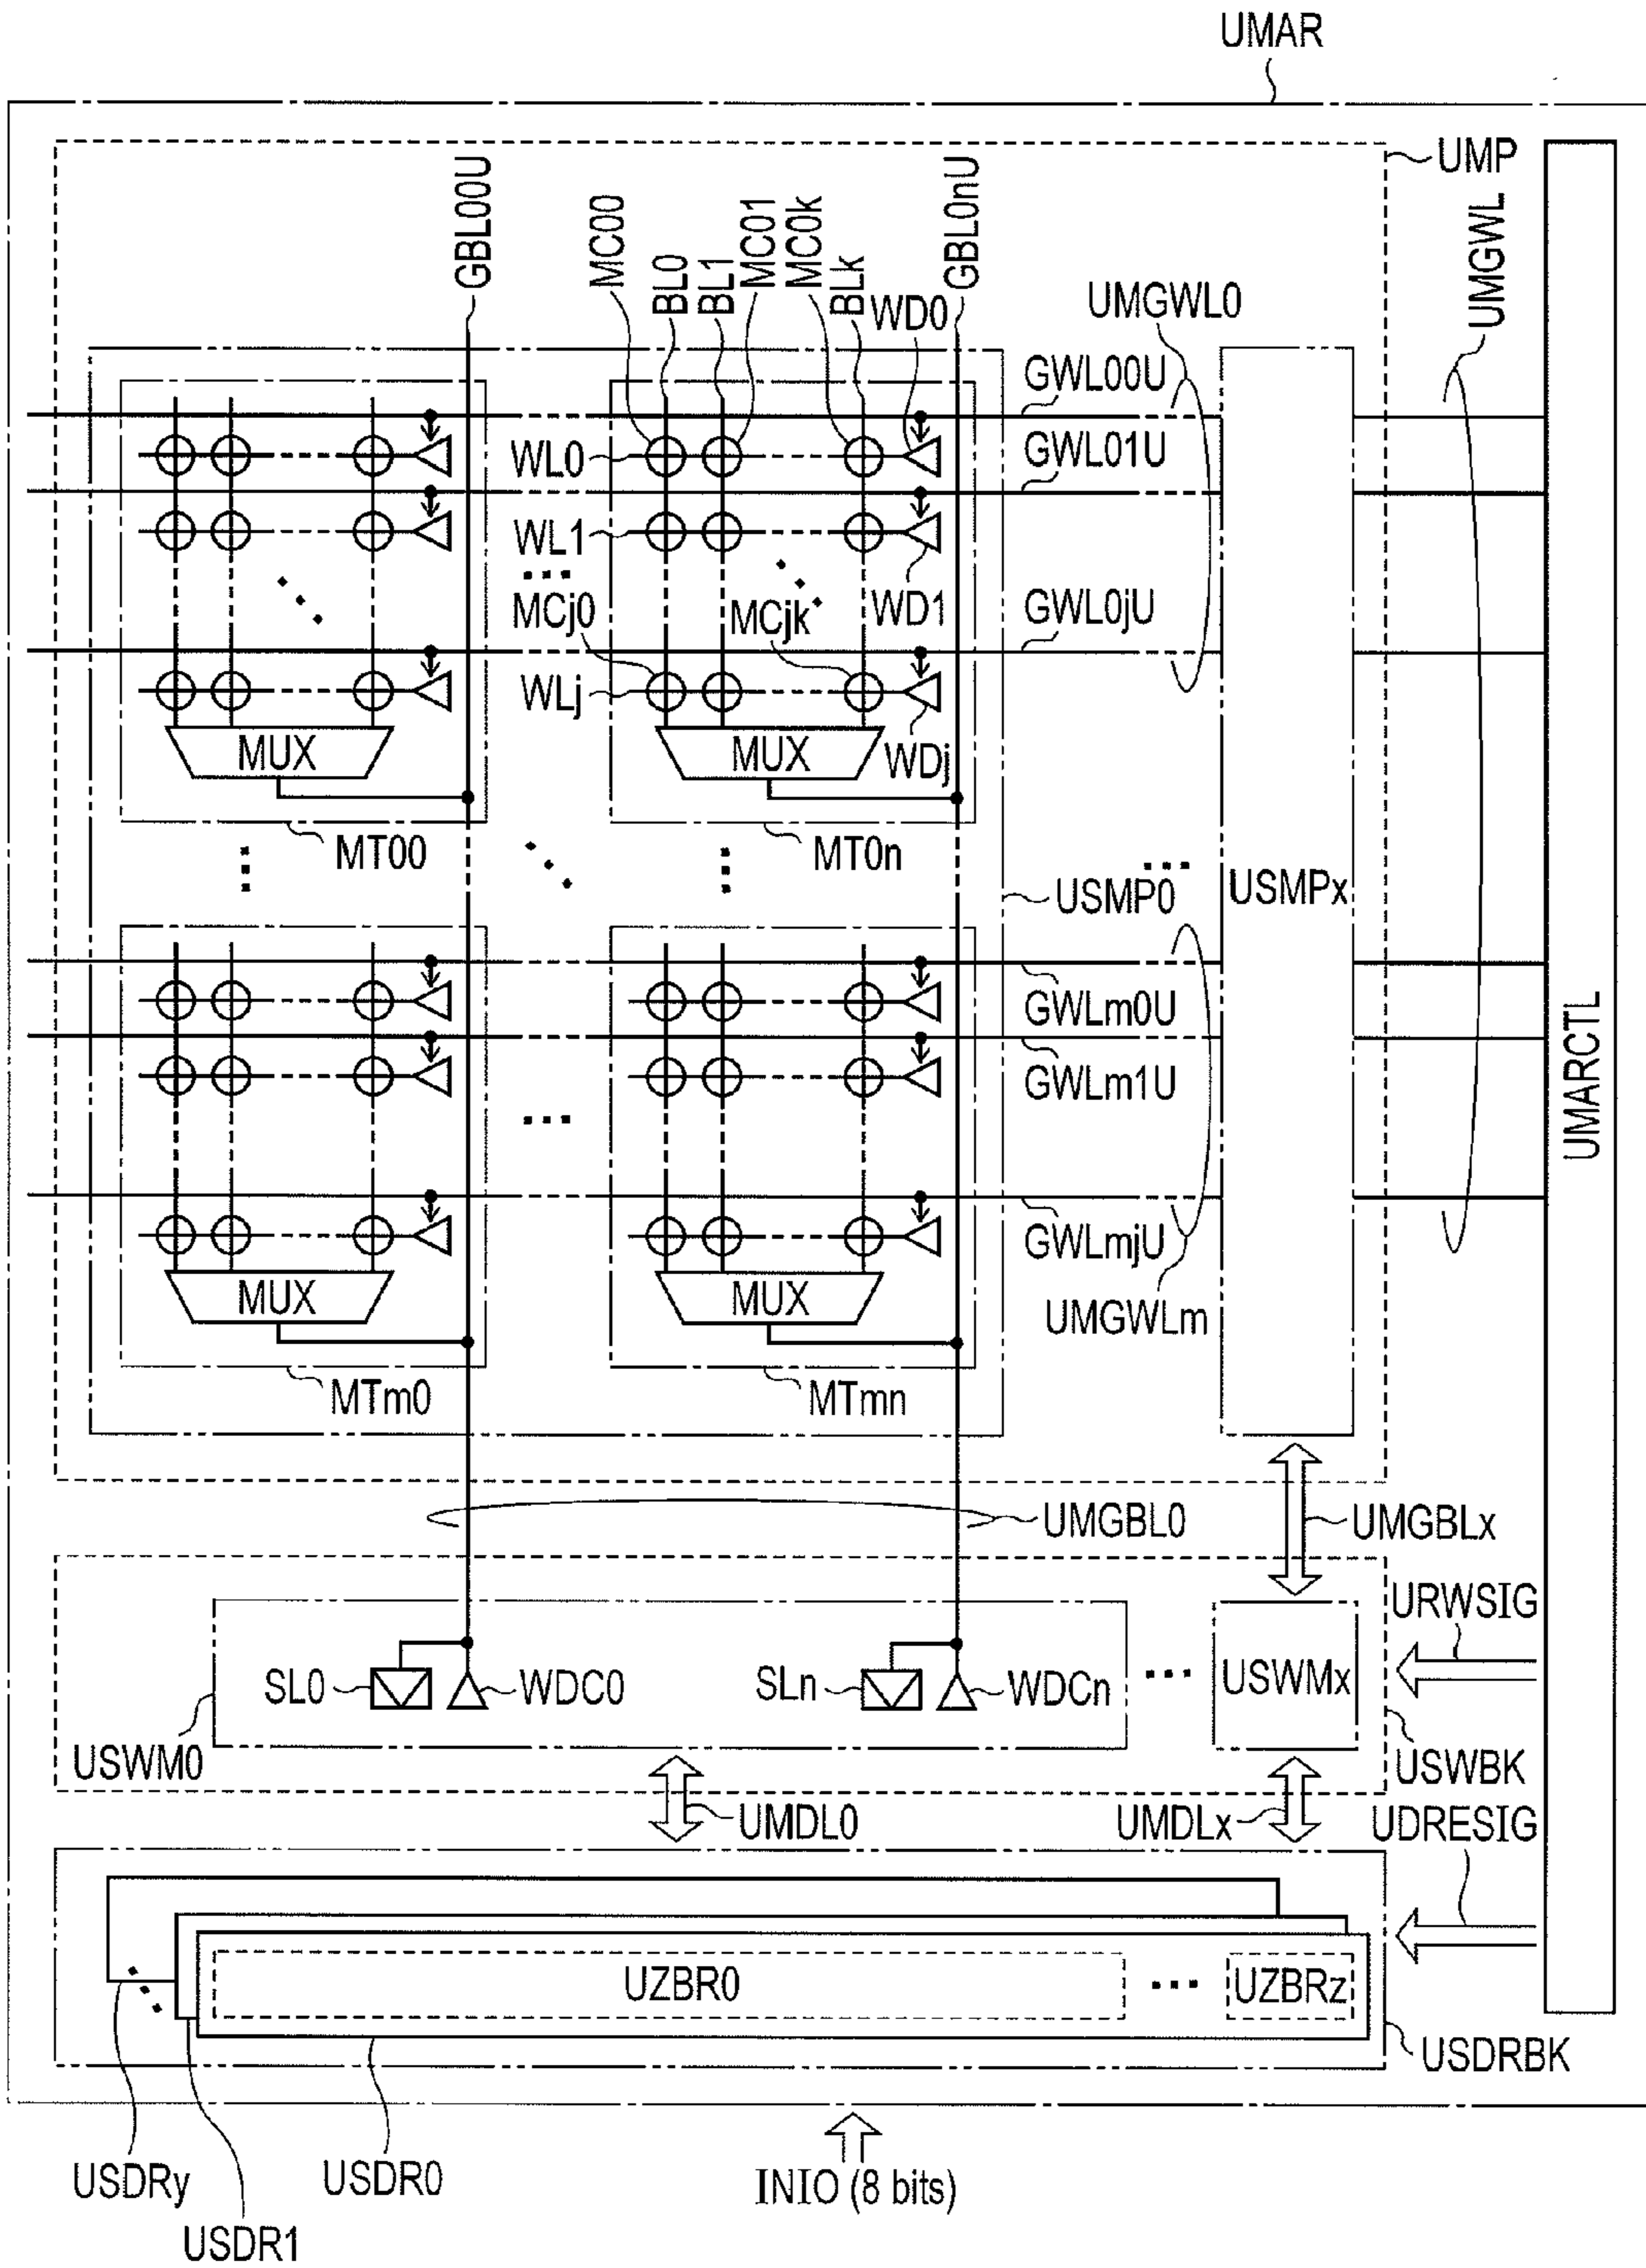 UMAR
UMP
UMGWL
GBL00U
MC00
BL0
BL1
MC01
MC0k
BLk
WD0
GBL0nU
UMGWL0
GWL00U
WL0
GWL01U
WL1
MCj0
MCjk
WD1
GWL0jU
WLj
MUX
MUX
WDj
MT00
MT0n
USMP0
USMPx
GWLm0U
GWLm1U
UMARCTL
GWLmjU
MUX
MUX
UMGWLm
MTm0
MTmn
UMGBL0
UMGBLx
URWSIG
SL0
WDC0
SLn
WDCn
USWMx
USWM0
USWBK
UMDL0
UMDLx
UDRESIG
UZBR0
UZBRz
USDRBK
USDRy
USDR0
INIO (8 bits)
USDR1